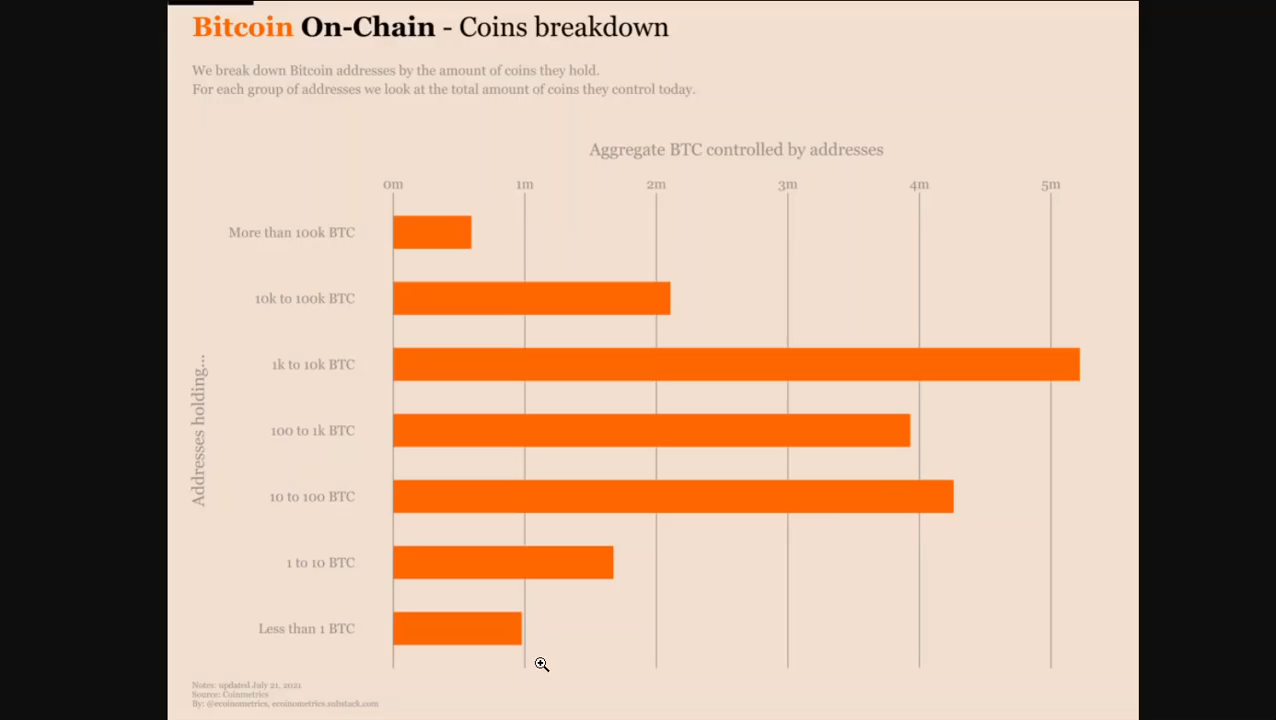 Bitcoin On-Chain - Coins breakdown
We break down Bitcoin addresses by the amount of coins they hold.
For each group of addresses we look at the total amount of coins they control today.
Aggregate BTC controlled by addresses
0m 1m 2m 3m 4m 5m
Addresses holding...
More than 100k BTC
10k to 100k BTC
1k to 10k BTC
100 to 1k BTC
10 to 100 BTC
1 to 10 BTC
Less than 1 BTC
Notes: updated July 21, 2021
Source: Coinmetrics
By: @ecoinometrics, ecoinometrics.substack.com